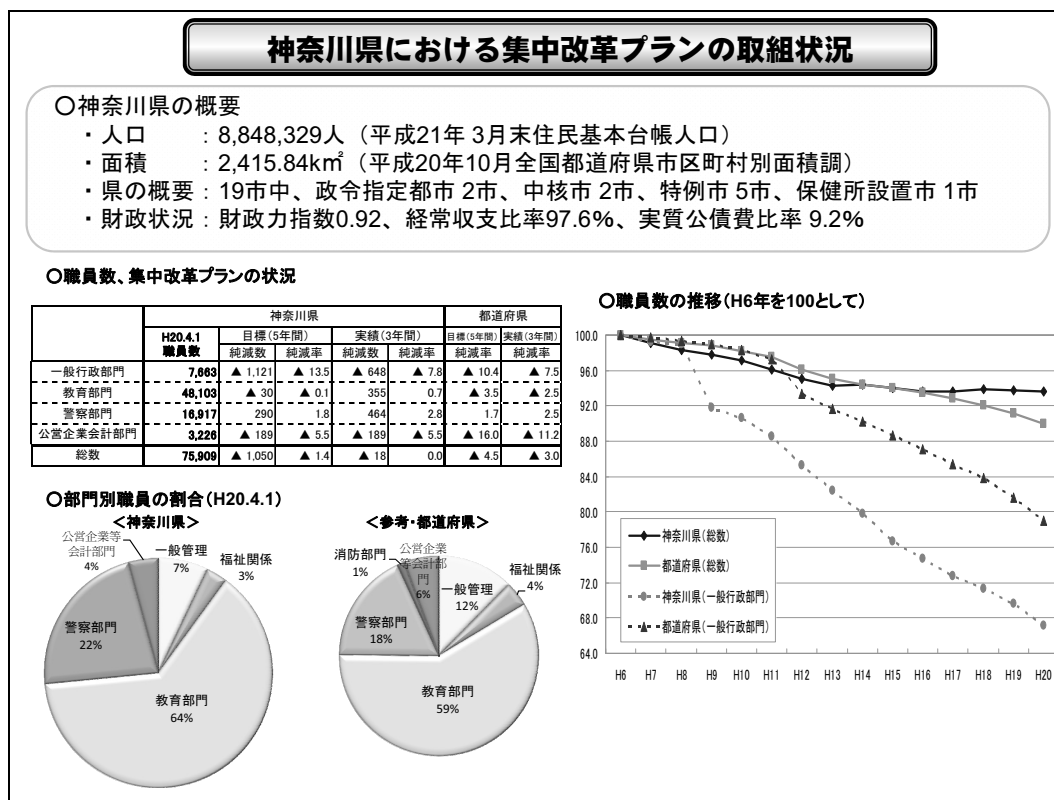 神奈川県における集中改革プランの取組状況
○神奈川県の概要
・人口 ：8,848,329人（平成21年 3月末住民基本台帳人口）
・面積 ：2,415.84k㎡（平成20年10月全国都道府県市区町村別面積調）
・県の概要：19市中、政令指定都市 2市、中核市 2市、特例市 5市、保健所設置市 1市
・財政状況：財政力指数0.92、経常収支比率97.6%、実質公債費比率 9.2%
○職員数、集中改革プランの状況
神奈川県 都道府県
H20.4.1 職員数 目標(5年間) 実績(3年間) 目標(5年間) 実績(3年間)
純減数 純減率 純減数 純減率 純減率 純減率
一般行政部門 7,663 ▲ 1,121 ▲ 13.5 ▲ 648 ▲ 7.8 ▲ 10.4 ▲ 7.5
教育部門 48,103 ▲ 30 ▲ 0.1 355 0.7 ▲ 3.5 ▲ 2.5
警察部門 16,917 290 1.8 464 2.8 1.7 2.5
公営企業会計部門 3,226 ▲ 189 ▲ 5.5 ▲ 189 ▲ 5.5 ▲ 16.0 ▲ 11.2
総数 75,909 ▲ 1,050 ▲ 1.4 ▲ 18 0.0 ▲ 4.5 ▲ 3.0
○部門別職員の割合(H20.4.1)
＜神奈川県＞
公営企業等
会計部門
4%
一般管理
7%
福祉関係
3%
警察部門
22%
教育部門
64%
＜参考・都道府県＞
消防部門
1%
公営企業
等会計部
門
6%
一般管理
12%
福祉関係
4%
警察部門
18%
教育部門
59%
○職員数の推移(H6年を100として)
100.0
96.0
92.0
88.0
84.0
80.0
76.0
72.0
68.0
64.0
神奈川県(総数)
都道府県(総数)
神奈川県(一般行政部門)
都道府県(一般行政部門)
H6 H7 H8 H9 H10 H11 H12 H13 H14 H15 H16 H17 H18 H19 H20